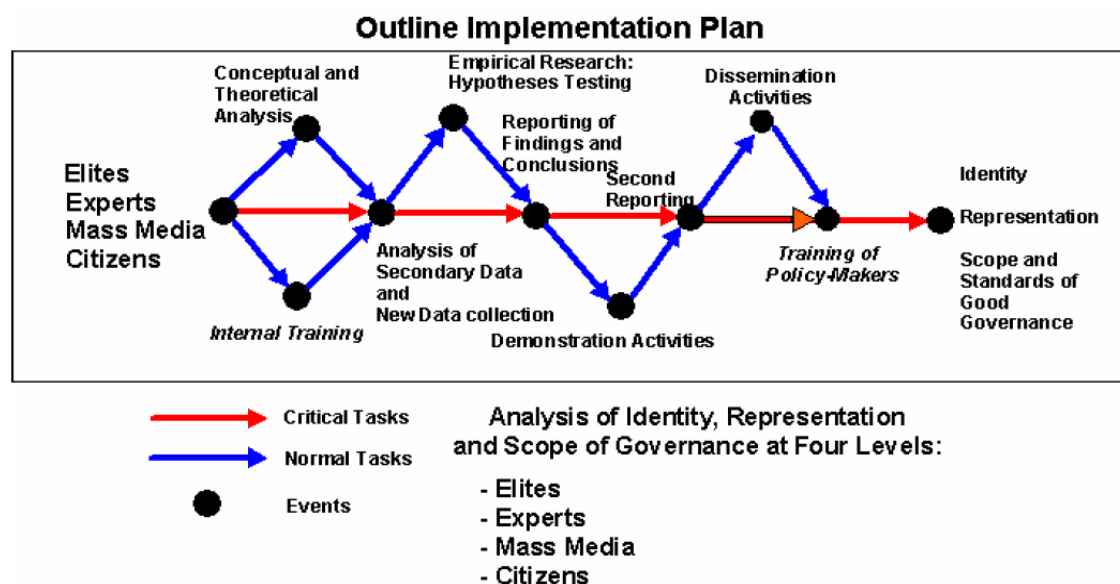 Outline Implementation Plan
Conceptual and
Theoretical
Analysis
Empirical Research:
Hypotheses Testing
Dissemination
Activities
Reporting of
Findings and
Conclusions
Elites
Experts
Mass Media
Citizens
Second
Reporting
Identity
Representation
Scope and
Standards of
Good
Governance
Analysis of
Secondary Data
and
New Data collection
Training of
Policy-Makers
Internal Training
Demonstration Activities
Critical Tasks
Normal Tasks
Events
Analysis of Identity, Representation
and Scope of Governance at Four Levels:
- Elites
- Experts
- Mass Media
- Citizens